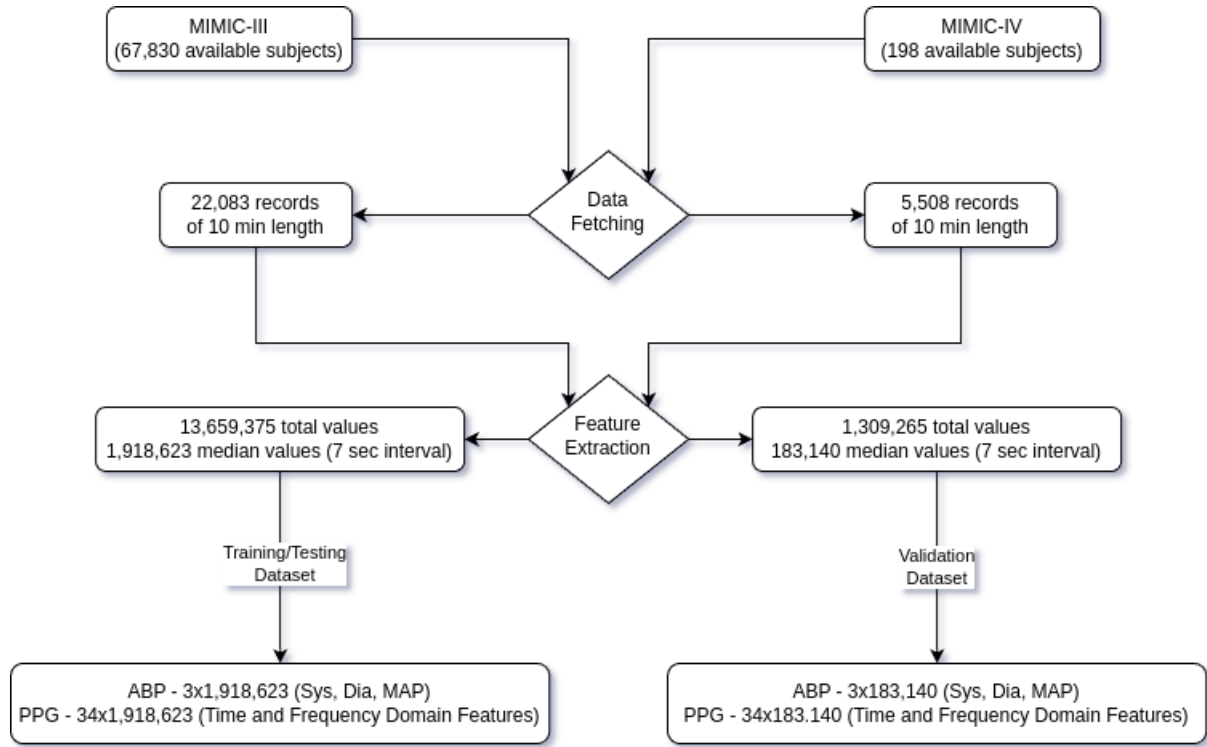 MIMIC-III
(67,830 available subjects)
MIMIC-IV
(198 available subjects)
Data
Fetching
22,083 records
of 10 min length
5,508 records
of 10 min length
Feature
Extraction
13,659,375 total values
1,918,623 median values (7 sec interval)
1,309,265 total values
183,140 median values (7 sec interval)
Training/Testing
Dataset
Validation
Dataset
ABP - 3x1,918,623 (Sys, Dia, MAP)
PPG - 34x1,918,623 (Time and Frequency Domain Features)
ABP - 3x183,140 (Sys, Dia, MAP)
PPG - 34x183.140 (Time and Frequency Domain Features)